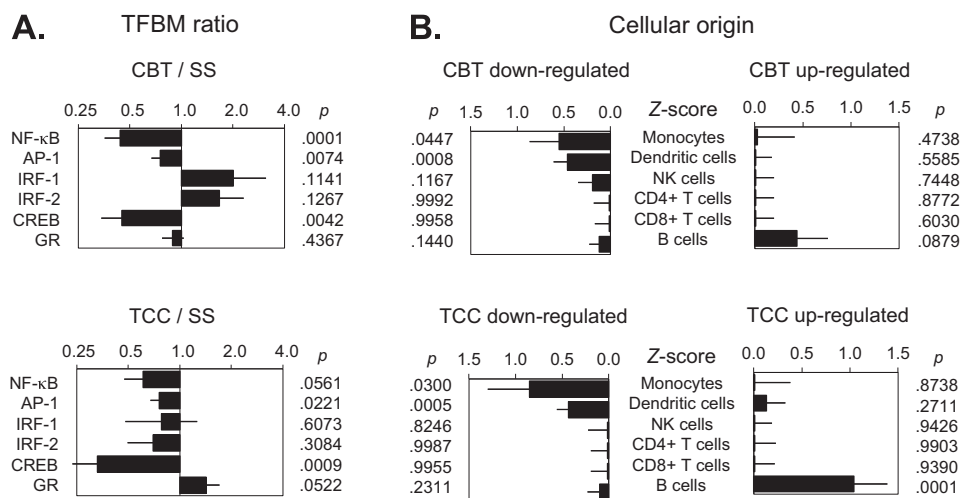 A. TFBM ratio
CBT / SS
0.25 0.5 1.0 2.0 4.0 p
NF-κB .0001
AP-1 .0074
IRF-1 .1141
IRF-2 .1267
CREB .0042
GR .4367
TCC / SS
0.25 0.5 1.0 2.0 4.0 p
NF-κB .0561
AP-1 .0221
IRF-1 .6073
IRF-2 .3084
CREB .0009
GR .0522
B. Cellular origin
CBT down-regulated CBT up-regulated
p 1.5 1.0 0.5 0.0 Z-score 0.0 0.5 1.0 1.5 p
.0447 Monocytes .4738
.0008 Dendritic cells .5585
.1167 NK cells .7448
.9992 CD4+ T cells .8772
.9958 CD8+ T cells .6030
.1440 B cells .0879
TCC down-regulated TCC up-regulated
p 1.5 1.0 0.5 0.0 Z-score 0.0 0.5 1.0 1.5 p
.0300 Monocytes .8738
.0005 Dendritic cells .2711
.8246 NK cells .9426
.9987 CD4+ T cells .9903
.9955 CD8+ T cells .9390
.2311 B cells .0001